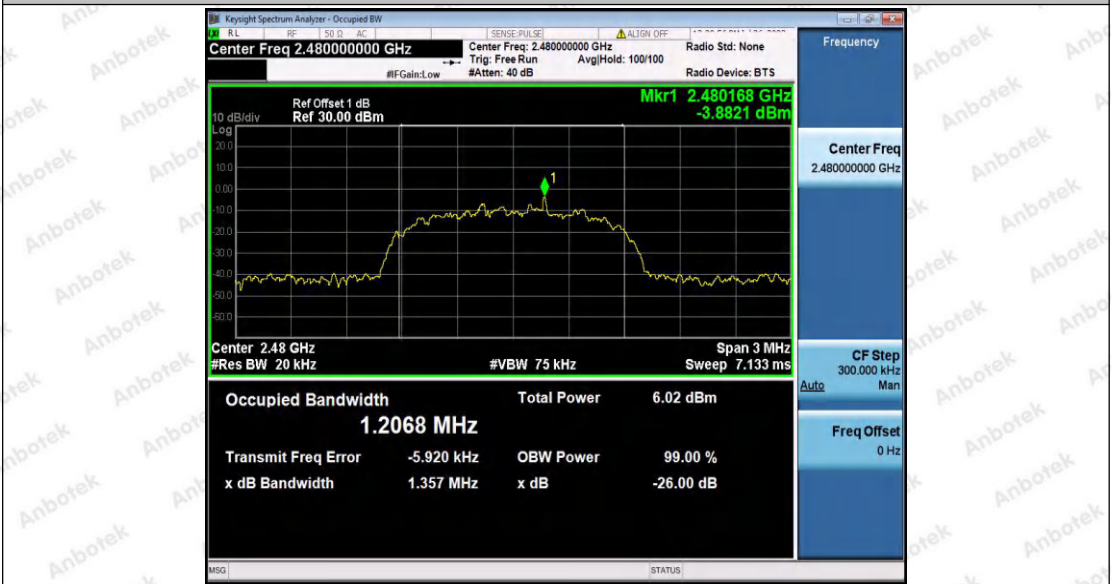 Keysight Spectrum Analyzer - Occupied BW
RL RF 50 Ω AC SENSE:PULSE ALIGN OFF
Center Freq 2.480000000 GHz
Center Freq: 2.480000000 GHz
Radio Std: None
Trig: Free Run Avg|Hold: 100/100
#IFGain:Low #Atten: 40 dB Radio Device: BTS
Frequency
Mkr1 2.480168 GHz
-3.8821 dBm
Ref Offset 1 dB
10 dB/div Ref 30.00 dBm
Log
20.0
10.0
0.00
-10.0
-20.0
-30.0
-40.0
-50.0
-60.0
1
Center 2.48 GHz Span 3 MHz
#Res BW 20 kHz #VBW 75 kHz Sweep 7.133 ms
Center Freq
2.480000000 GHz
CF Step
300.000 kHz
Auto Man
Freq Offset
0 Hz
Occupied Bandwidth Total Power 6.02 dBm
1.2068 MHz
Transmit Freq Error -5.920 kHz OBW Power 99.00 %
x dB Bandwidth 1.357 MHz x dB -26.00 dB
MSG STATUS
Anbotek